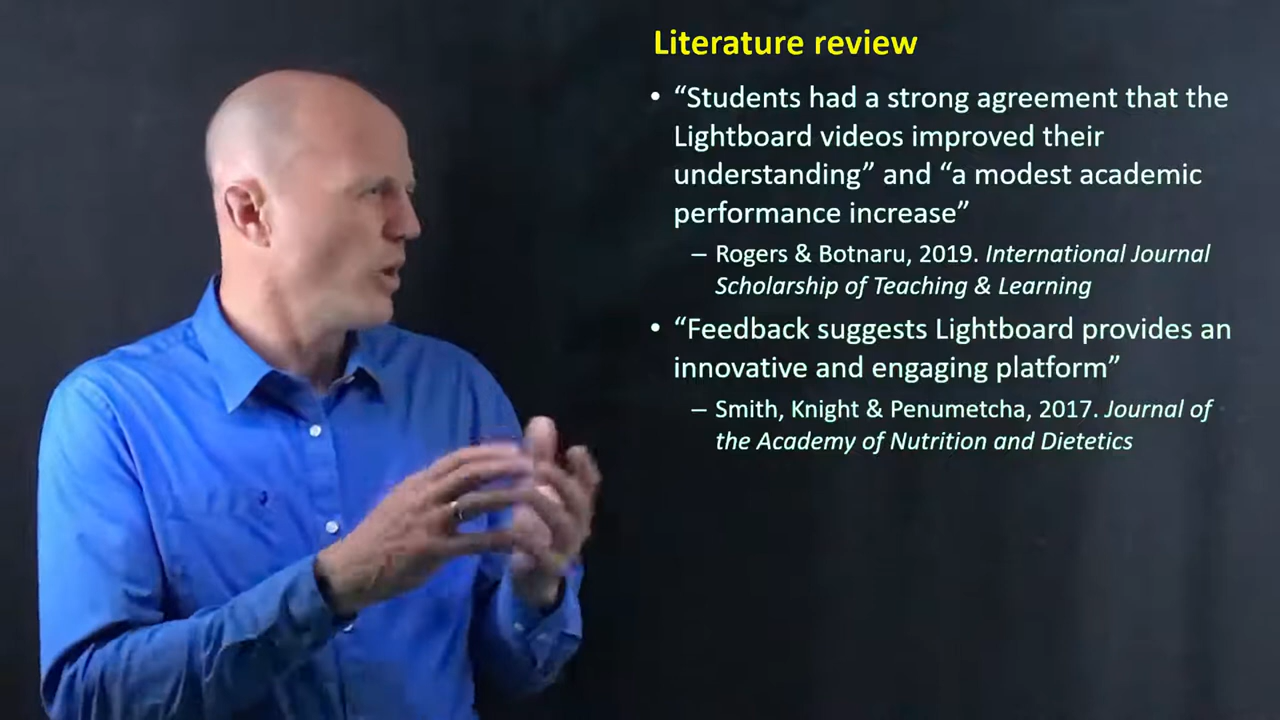 Literature review
• “Students had a strong agreement that the
Lightboard videos improved their
understanding” and “a modest academic
performance increase”
– Rogers & Botnaru, 2019. International Journal
Scholarship of Teaching & Learning
• “Feedback suggests Lightboard provides an
innovative and engaging platform”
– Smith, Knight & Penumetcha, 2017. Journal of
the Academy of Nutrition and Dietetics